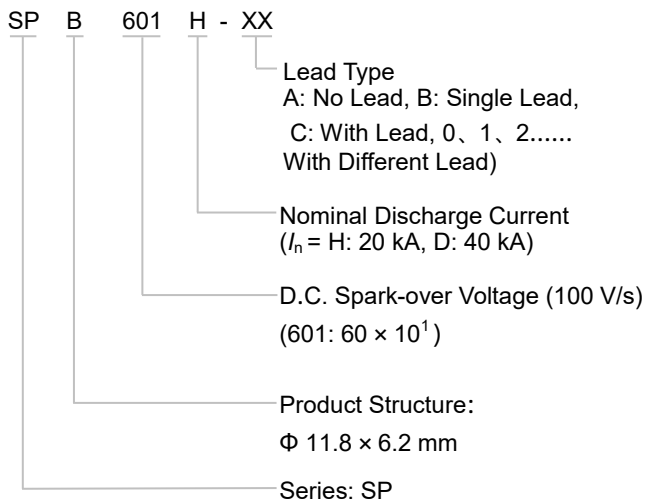 SP B 601 H - XX
Lead Type
A: No Lead, B: Single Lead,
C: With Lead, 0、1、2......
With Different Lead)
Nominal Discharge Current
(Iₙ = H: 20 kA, D: 40 kA)
D.C. Spark-over Voltage (100 V/s)
(601: 60 × 10¹)
Product Structure:
Φ 11.8 × 6.2 mm
Series: SP